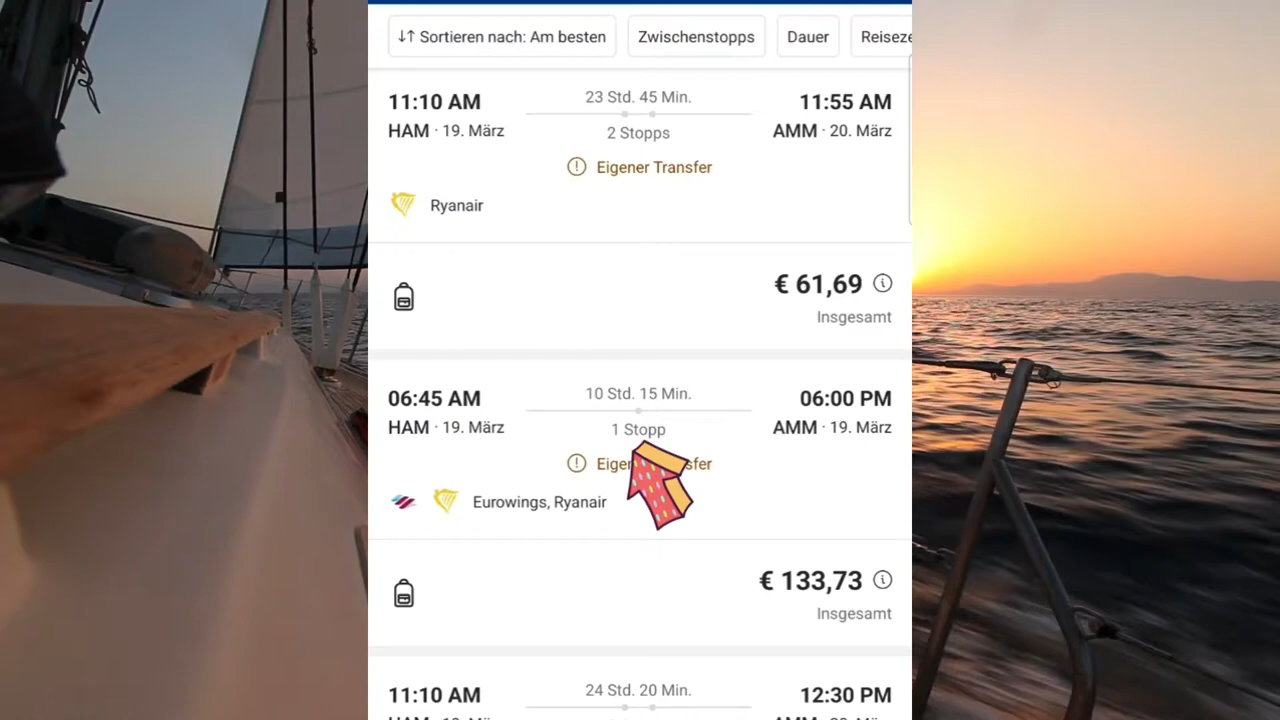 Sortieren nach: Am besten Zwischenstopps Dauer
11:10 AM 23 Std. 45 Min. 11:55 AM
HAM · 19. März 2 Stopps AMM · 20. März
Eigener Transfer
Ryanair
€ 61,69
Insgesamt
06:45 AM 10 Std. 15 Min. 06:00 PM
HAM · 19. März 1 Stopp AMM · 19. März
Eurowings, Ryanair
€ 133,73
Insgesamt
11:10 AM 24 Std. 20 Min. 12:30 PM